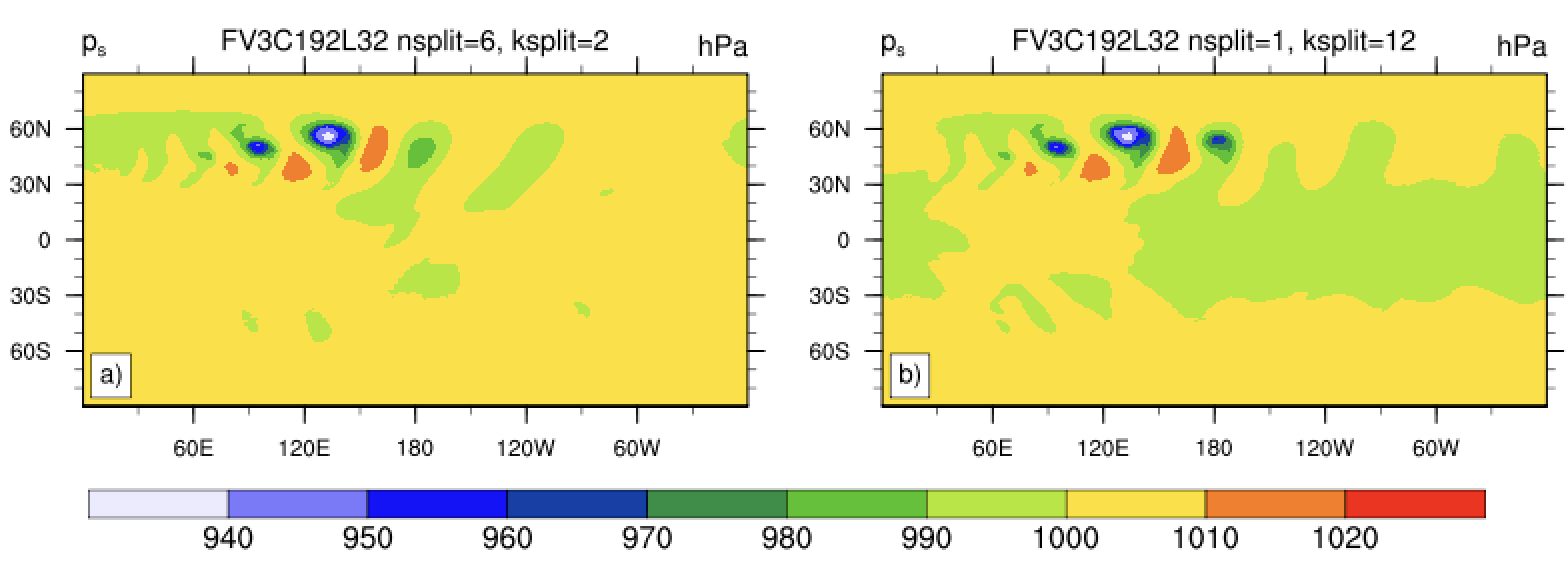 pₛ FV3C192L32 nsplit=6, ksplit=2 hPa
60N
30N
0
30S
60S
a)
60E 120E 180 120W 60W
pₛ FV3C192L32 nsplit=1, ksplit=12 hPa
60N
30N
0
30S
60S
b)
60E 120E 180 120W 60W
940 950 960 970 980 990 1000 1010 1020